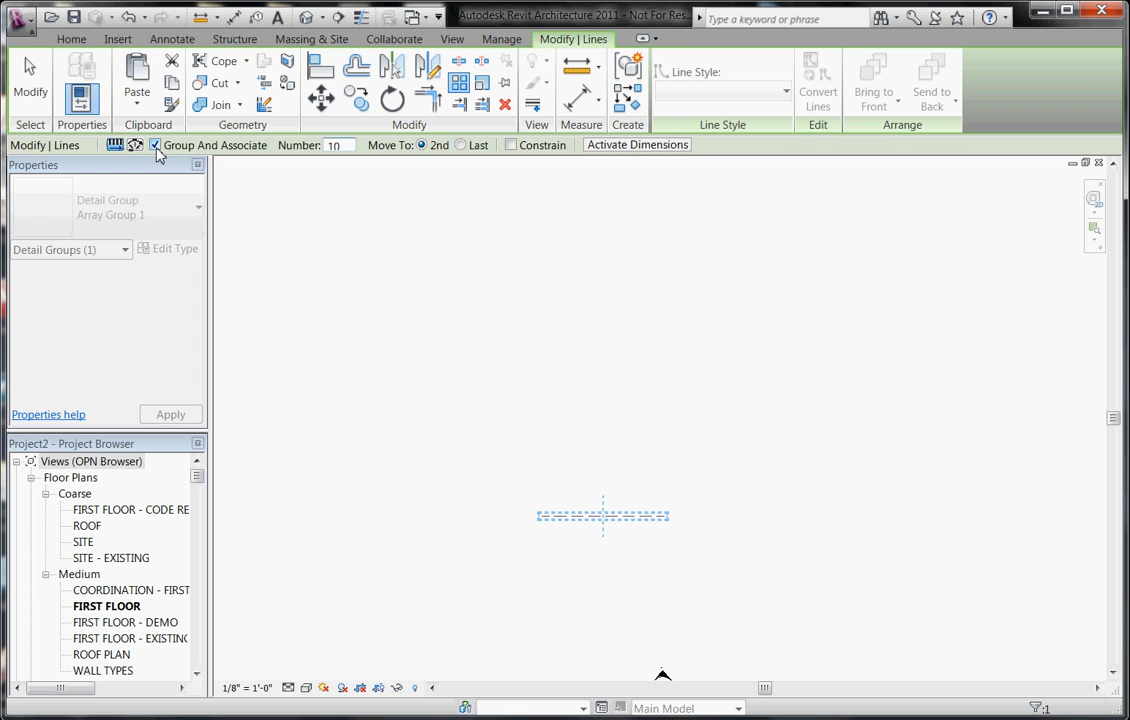 Autodesk Revit Architecture 2011 - Not For Res...
Type a keyword or phrase
Home Insert Annotate Structure Massing & Site Collaborate View Manage Modify | Lines
Modify
Paste
Cope
Cut
Join
Line Style:
Convert Lines
Bring to Front
Send to Back
Select Properties Clipboard Geometry Modify View Measure Create Line Style Edit Arrange
Modify | Lines Group And Associate Number: 10 Move To: 2nd Last Constrain Activate Dimensions
Properties
Detail Group
Array Group 1
Detail Groups (1) Edit Type
Properties help Apply
Project2 - Project Browser
Views (OPN Browser)
Floor Plans
Coarse
FIRST FLOOR - CODE RE
ROOF
SITE
SITE - EXISTING
Medium
COORDINATION - FIRST
FIRST FLOOR
FIRST FLOOR - DEMO
FIRST FLOOR - EXISTING
ROOF PLAN
WALL TYPES
1/8" = 1'-0"
Main Model
:1